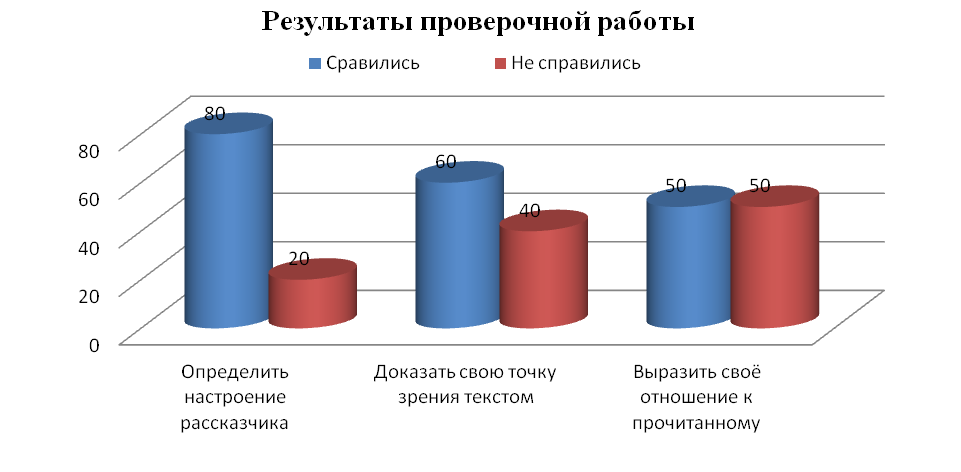 Результаты проверочной работы
Сравились Не справились
80
60
40
20
0
80
20
60
40
50
50
Определить
настроение
рассказчика
Доказать свою точку
зрения текстом
Выразить своё
отношение к
прочитанному